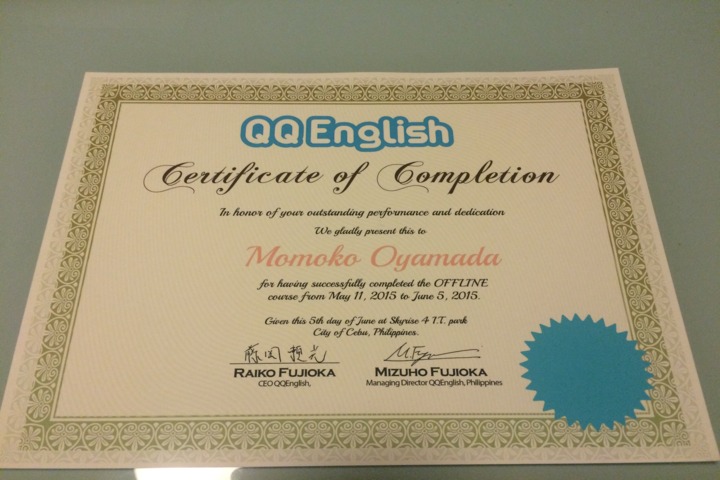 QQ English
Certificate of Completion
In honor of your outstanding performance and dedication
We gladly present this to
Momoko Oyamada
for having successfully completed the OFFLINE
course from May 11, 2015 to June 5, 2015.
Given this 5th day of June at Skyrise 4 I.T. park
City of Cebu, Philippines.
藤岡頼光
RAIKO FUJIOKA
CEO QQEnglish,
MIZUHO FUJIOKA
Managing Director QQEnglish, Philippines